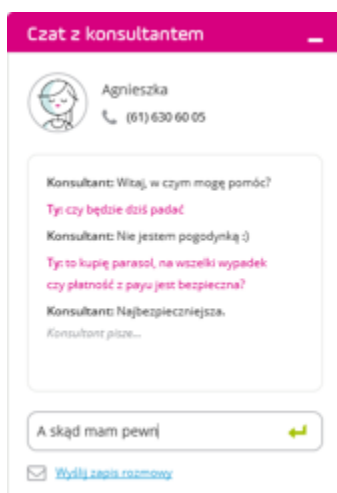 Czat z konsultantem
Agnieszka
(61) 630 60 05
Konsultant: Witaj, w czym mogę pomóc?
Ty: czy będzie dziś padać
Konsultant: Nie jestem pogodynką :)
Ty: to kupię parasol, na wszelki wypadek
czy płatność z payu jest bezpieczna?
Konsultant: Najbezpieczniejsza.
Konsultant pisze...
A skąd mam pewn
Wyślij zapis rozmowy